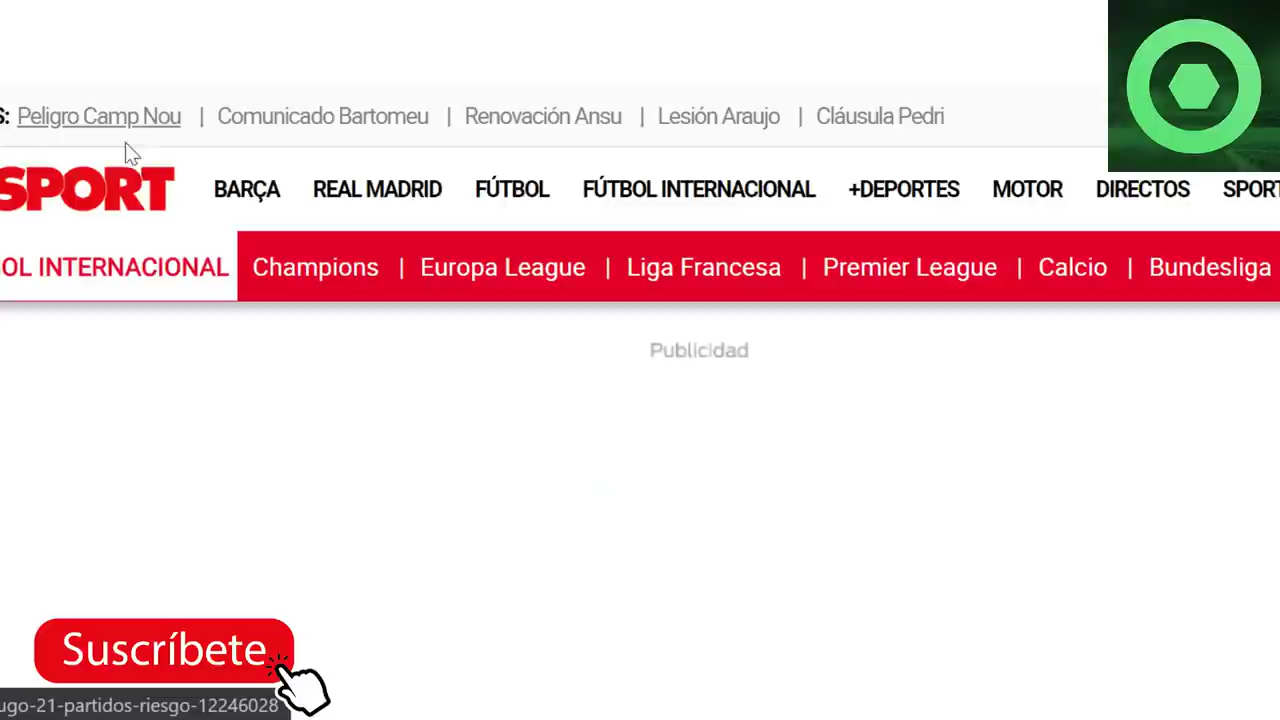 S: Peligro Camp Nou | Comunicado Bartomeu | Renovación Ansu | Lesión Araujo | Cláusula Pedri
SPORT BARÇA REAL MADRID FÚTBOL FÚTBOL INTERNACIONAL +DEPORTES MOTOR DIRECTOS SPORT
OL INTERNACIONAL Champions | Europa League | Liga Francesa | Premier League | Calcio | Bundesliga
Publicidad
Suscríbete
ugo-21-partidos-riesgo-12246028